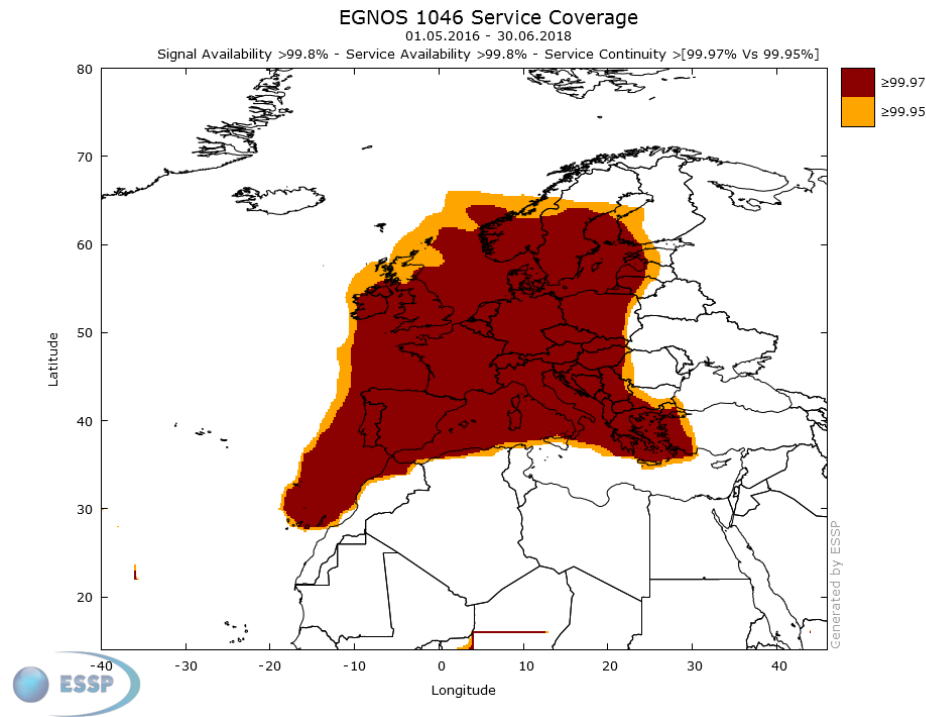 EGNOS 1046 Service Coverage
01.05.2016 - 30.06.2018
Signal Availability >99.8% - Service Availability >99.8% - Service Continuity >[99.97% Vs 99.95%]
≥99.97
≥99.95
80
70
60
50
40
30
20
Latitude
-40
-30
-20
-10
0
10
20
30
40
Longitude
Generated by ESSP
ESSP